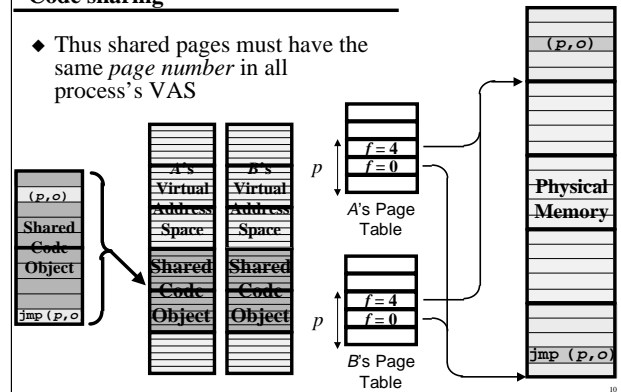 Code sharing
◆ Thus shared pages must have the
same page number in all
process's VAS
(p,o)
Shared
Code
Object
jmp (p,o
A's
Virtual
Address
Space
Shared
Code
Object
B's
Virtual
Address
Space
Shared
Code
Object
p
f = 4
f = 0
A's Page
Table
p
f = 4
f = 0
B's Page
Table
(p,o)
Physical
Memory
jmp (p,o)
10